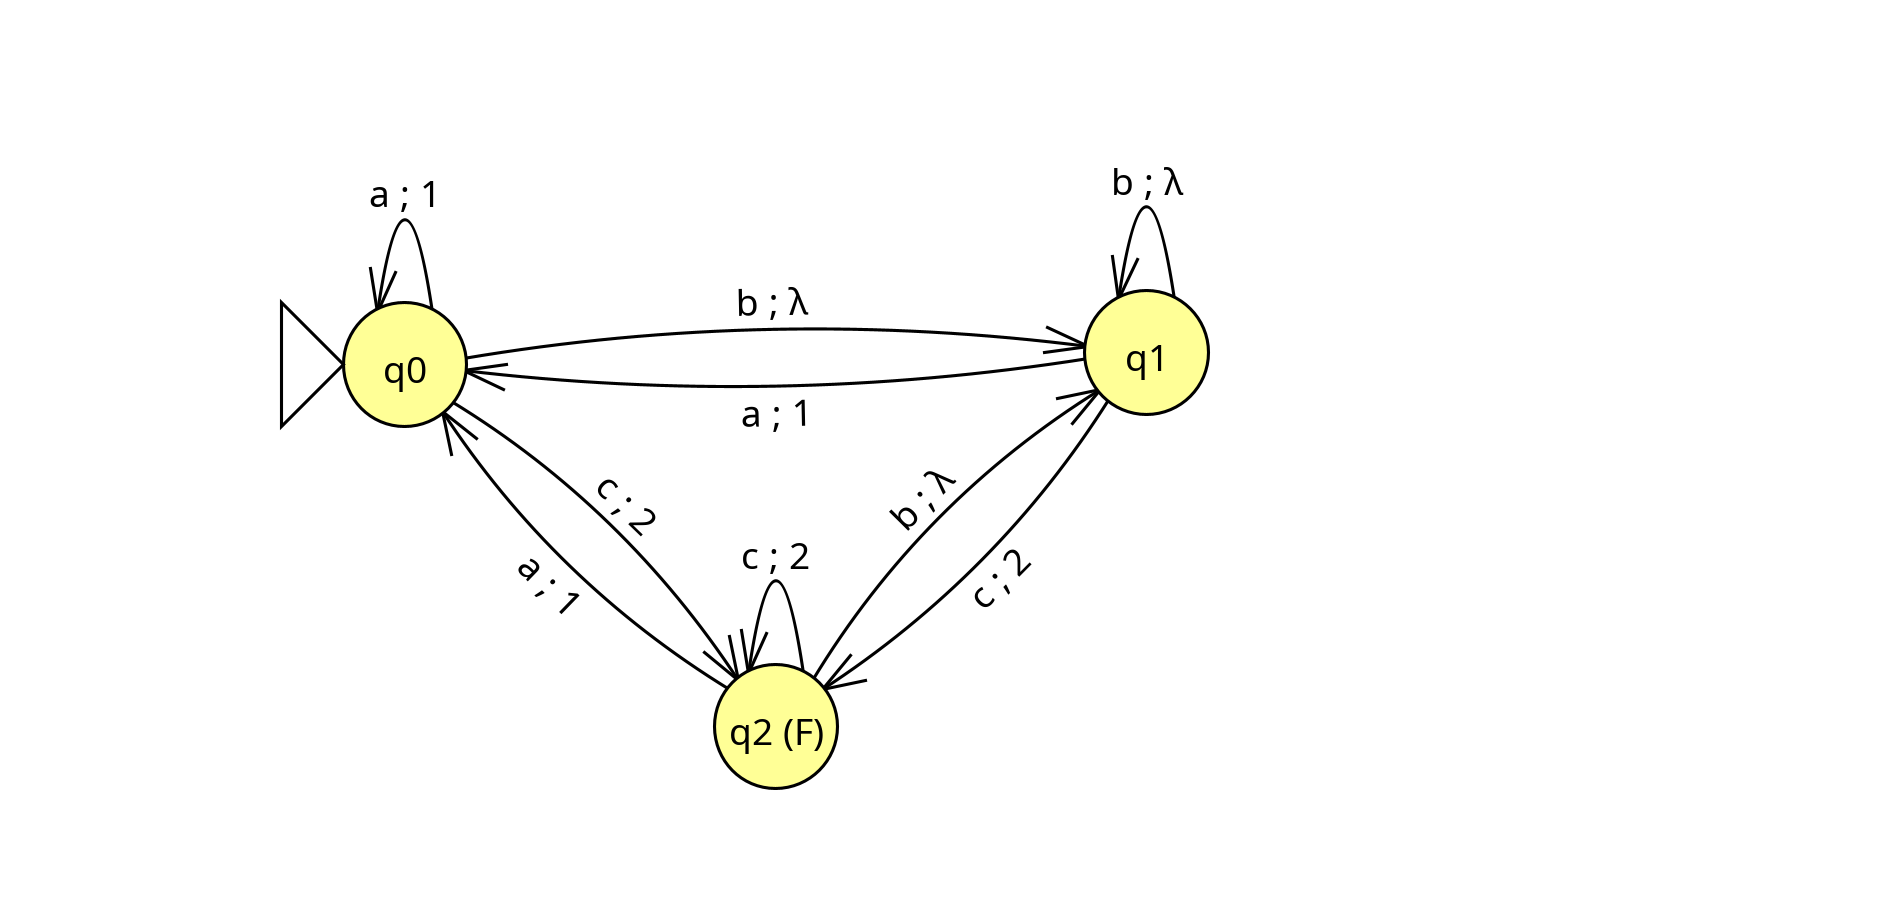 b ; λ
a ; 1
b ; λ
q0
q1
a ; 1
c ; 2
b ; λ
c ; 2
a ; 1
c ; 2
q2 (F)